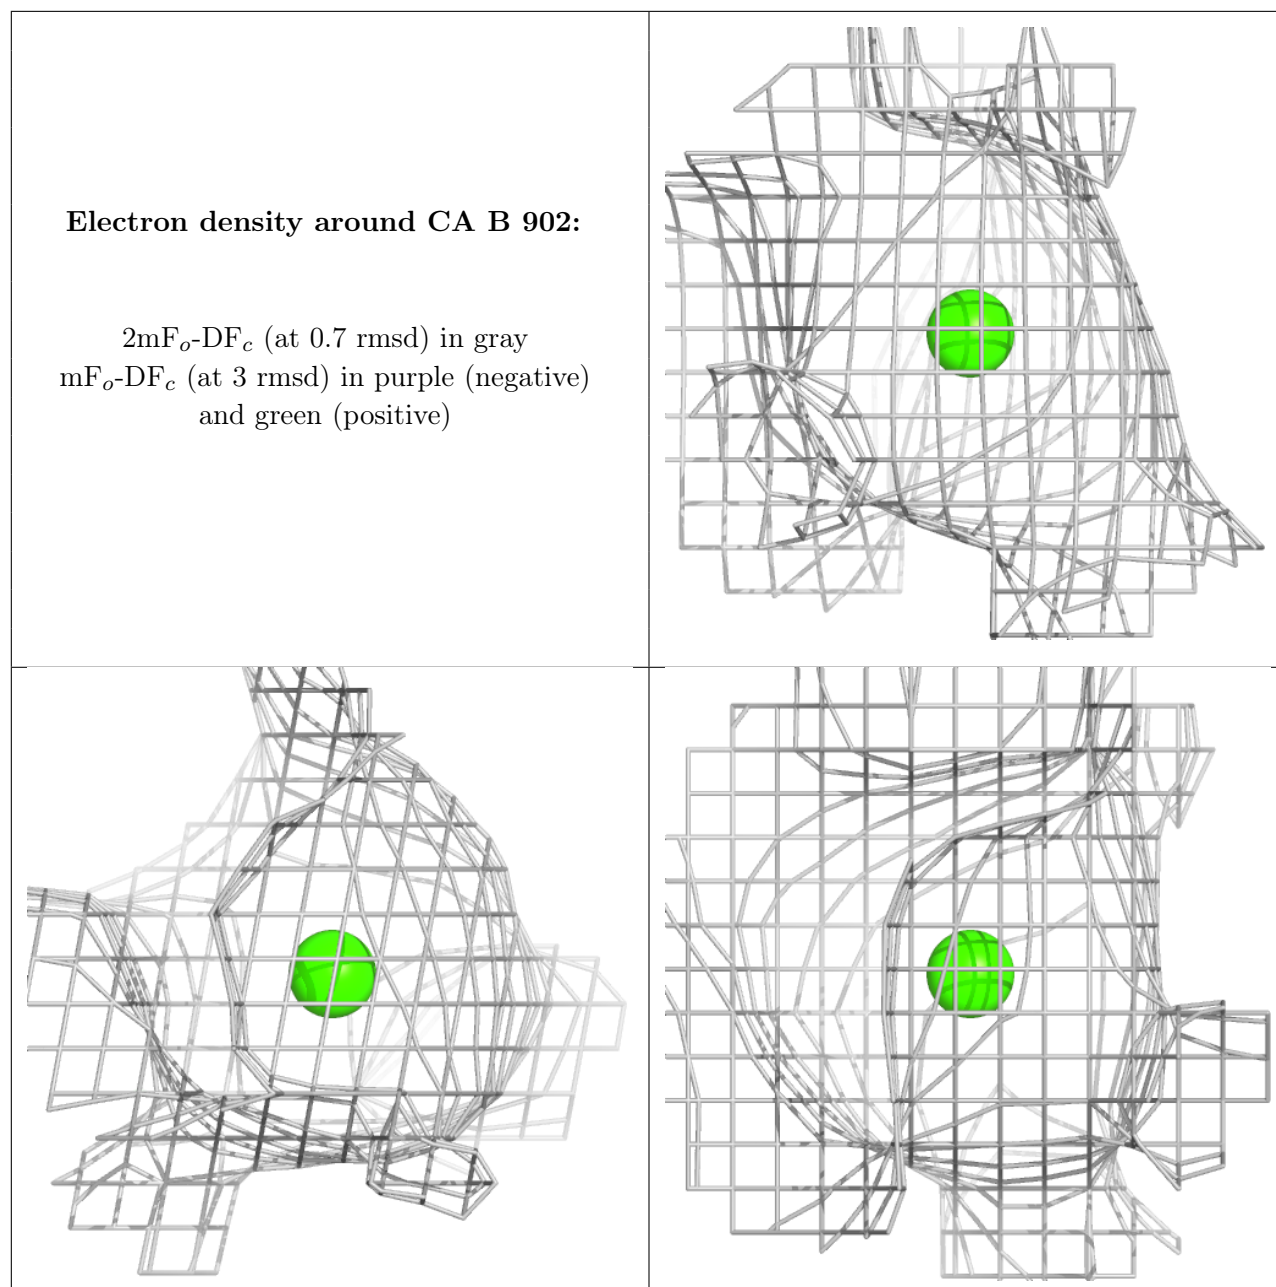 Electron density around CA B 902:
2mFo-DFc (at 0.7 rmsd) in gray
mFo-DFc (at 3 rmsd) in purple (negative)
and green (positive)